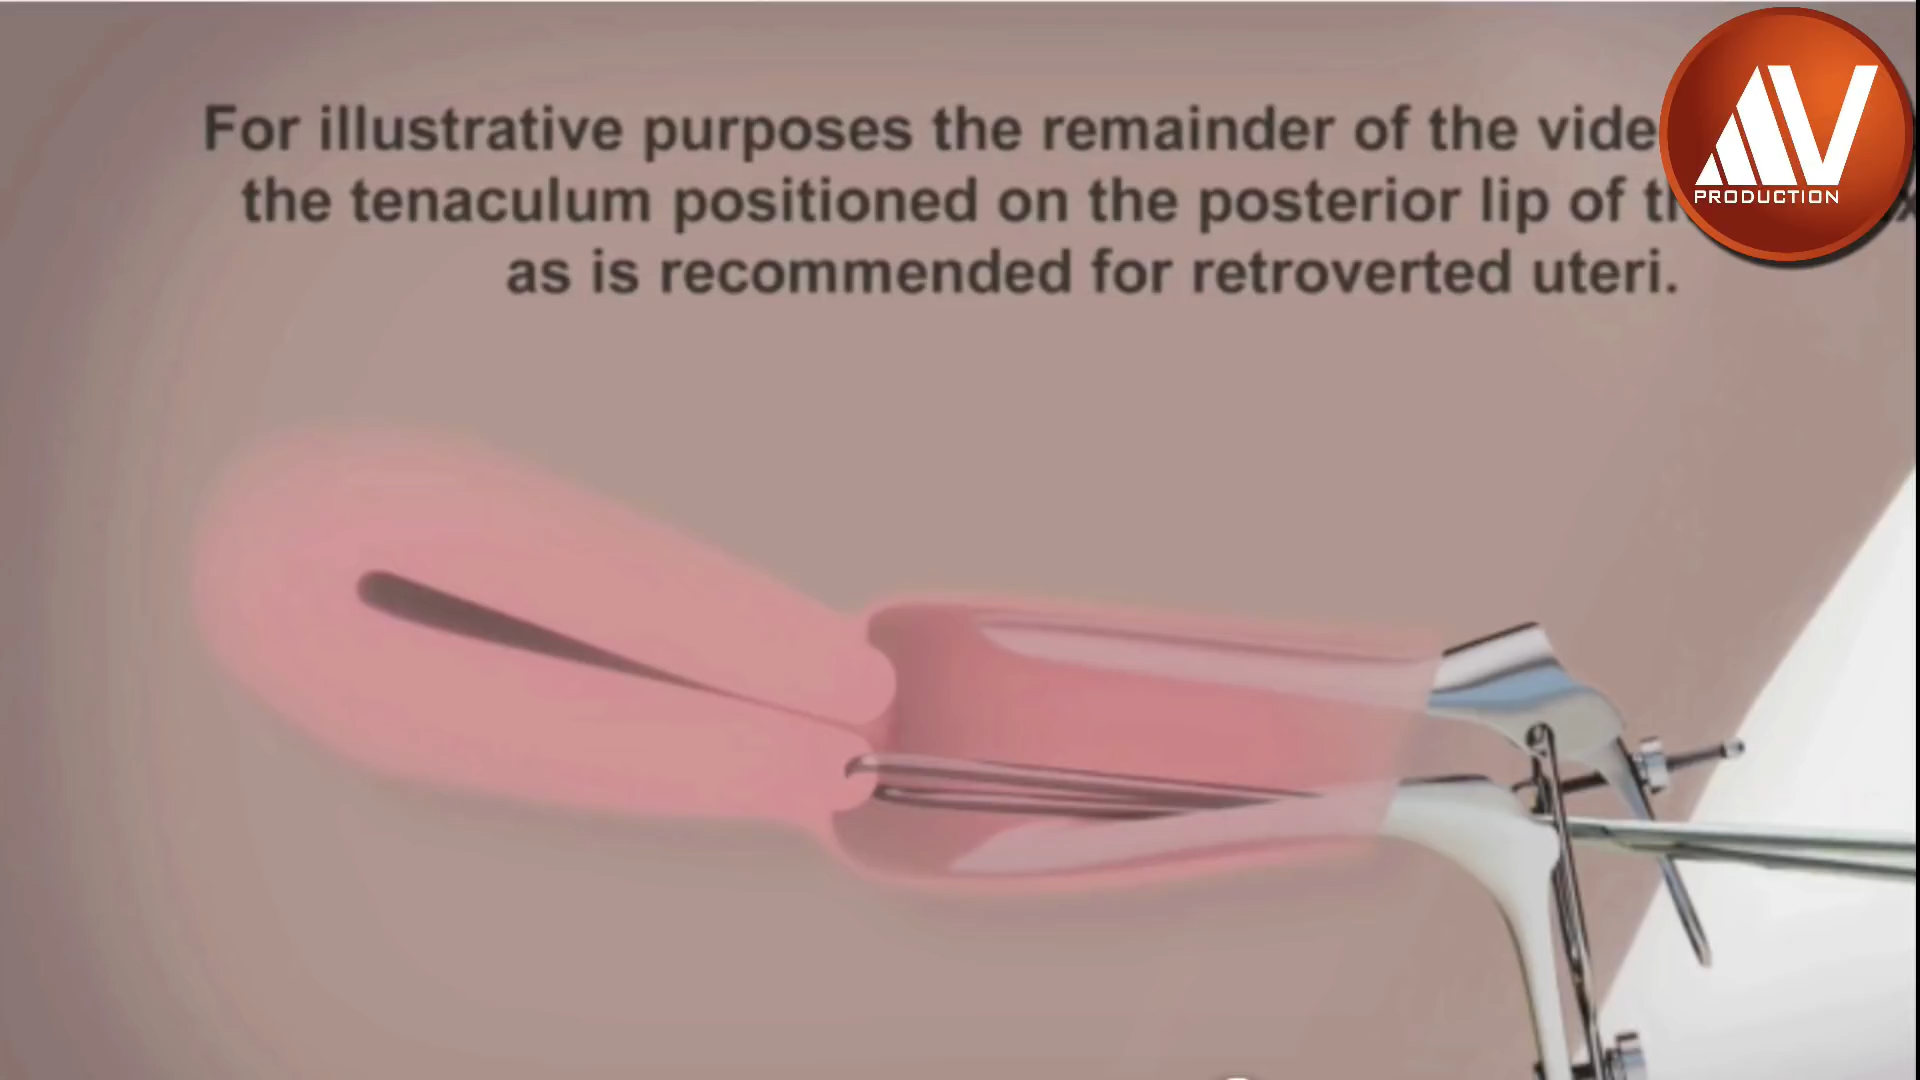 For illustrative purposes the remainder of the vide
the tenaculum positioned on the posterior lip of
as is recommended for retroverted uteri.
AV
PRODUCTION